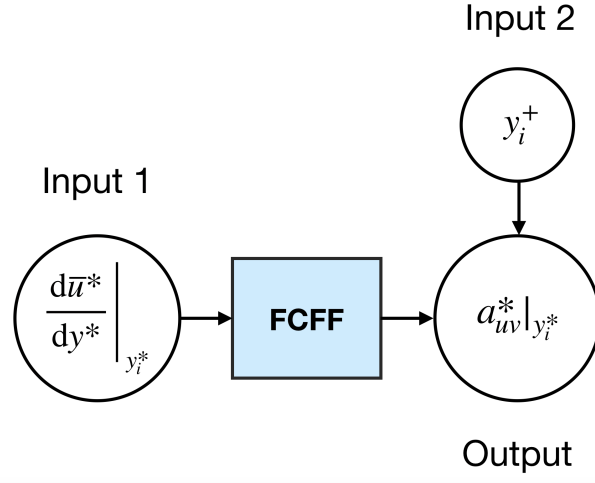 Input 2
y_i^+
Input 1
dū*/dy*|_{y_i^*}
FCFF
a_{uv}^*|_{y_i^*}
Output